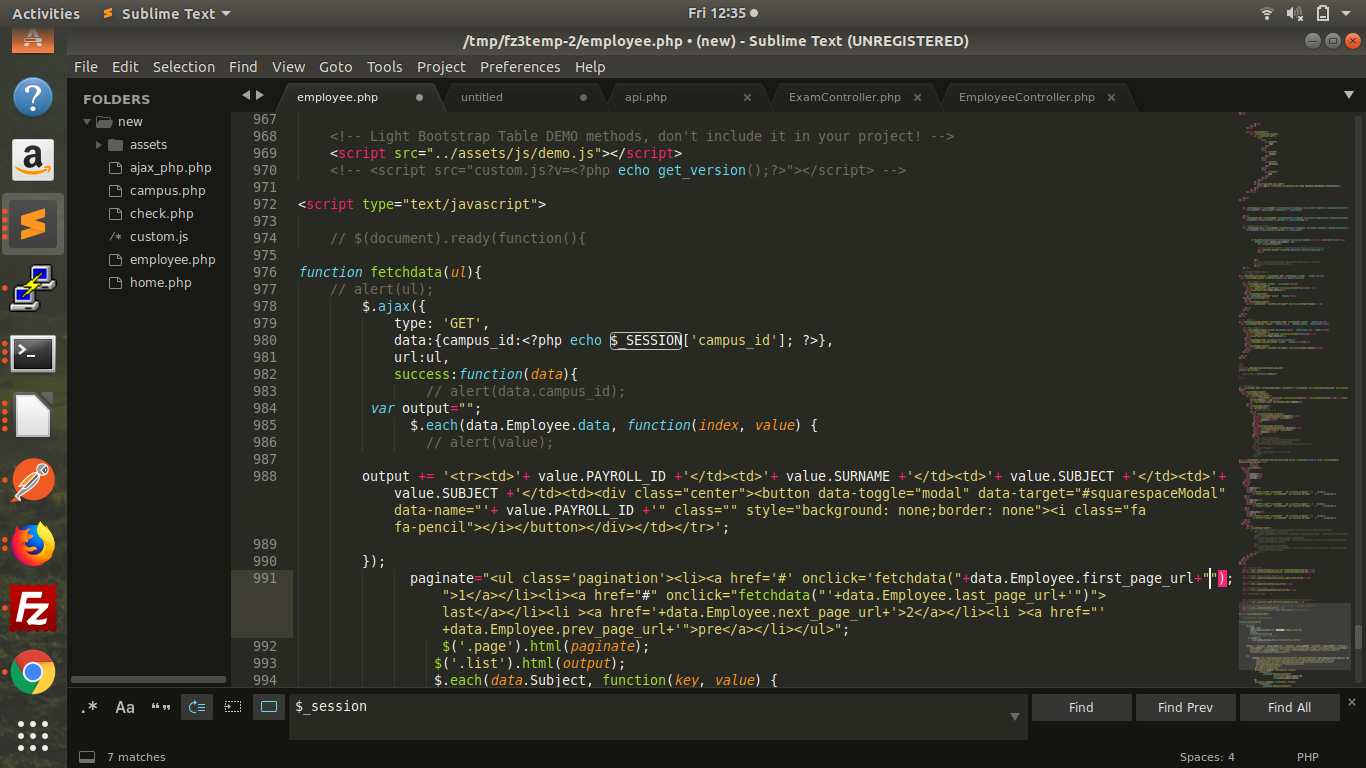 Activities
Sublime Text
Fri 12:35
/tmp/fz3temp-2/employee.php • (new) - Sublime Text (UNREGISTERED)
File Edit Selection Find View Goto Tools Project Preferences Help
FOLDERS
new
assets
ajax_php.php
campus.php
check.php
/* custom.js
employee.php
home.php
employee.php
untitled
api.php
ExamController.php
EmployeeController.php
967
968 <!-- Light Bootstrap Table DEMO methods, don't include it in your project! -->
969 <script src="../assets/js/demo.js"></script>
970 <!-- <script src="custom.js?v=<?php echo get_version();?>"></script> -->
971
972 <script type="text/javascript">
973
974 // $(document).ready(function(){
975
976 function fetchdata(ul){
977 // alert(ul);
978 $.ajax({
979 type: 'GET',
980 data:{campus_id:<?php echo $_SESSION['campus_id']; ?>},
981 url:ul,
982 success:function(data){
983 // alert(data.campus_id);
984 var output="";
985 $.each(data.Employee.data, function(index, value) {
986 // alert(value);
987
988 output += '<tr><td>'+ value.PAYROLL_ID +'</td><td>'+ value.SURNAME +'</td><td>'+ value.SUBJECT +'</td><td>'+
value.SUBJECT +'</td><td><div class="center"><button data-toggle="modal" data-target="#squarespaceModal"
data-name="'+ value.PAYROLL_ID +'" class="" style="background: none;border: none"><i class="fa
fa-pencil"></i></button></div></td></tr>';
989
990 });
991 paginate="<ul class='pagination'><li><a href='#' onclick='fetchdata("+data.Employee.first_page_url+"");
">1</a></li><li><a href="#" onclick="fetchdata("'+data.Employee.last_page_url+'")">
last</a></li><li ><a href='+data.Employee.next_page_url+'>2</a></li><li ><a href="'
+data.Employee.prev_page_url+'">pre</a></li></ul>";
992 $('.page').html(paginate);
993 $('.list').html(output);
994 $.each(data.Subject, function(key, value) {
.* Aa “”
$_session
Find
Find Prev
Find All
7 matches
Spaces: 4
PHP